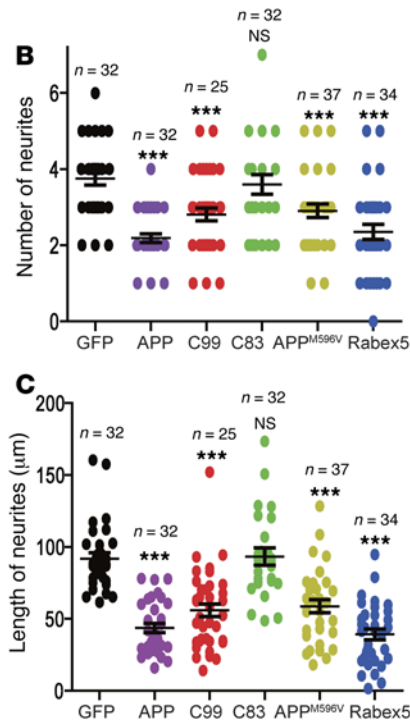 B
n = 32
NS
n = 32
n = 25
n = 37
n = 34
n = 32
***
***
***
***
Number of neurites
6
4
2
0
GFP APP C99 C83 APPM596V Rabex5
C
n = 32
NS
n = 32
n = 25
***
n = 37
***
n = 34
***
n = 32
***
Length of neurites (μm)
200
150
100
50
0
GFP APP C99 C83 APPM596V Rabex5